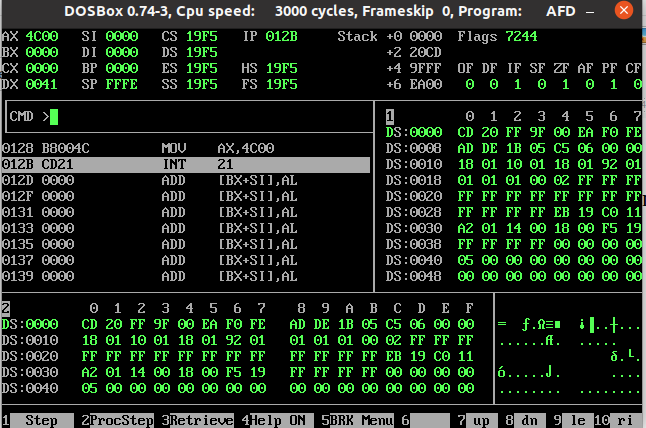 DOSBox 0.74-3, Cpu speed: 3000 cycles, Frameskip 0, Program: AFD
AX 4C00 SI 0000 CS 19F5 IP 012B Stack +0 0000 Flags 7244
BX 0000 DI 0000 DS 19F5 +2 20CD
CX 0000 BP 0000 ES 19F5 HS 19F5 +4 9FFF OF DF IF SF ZF AF PF CF
DX 0041 SP FFFE SS 19F5 FS 19F5 +6 EA00 0 0 1 0 1 0 1 0
CMD >
0128 B8004C MOV AX,4C00
012B CD21 INT 21
012D 0000 ADD [BX+SI],AL
012F 0000 ADD [BX+SI],AL
0131 0000 ADD [BX+SI],AL
0133 0000 ADD [BX+SI],AL
0135 0000 ADD [BX+SI],AL
0137 0000 ADD [BX+SI],AL
0139 0000 ADD [BX+SI],AL
1 0 1 2 3 4 5 6 7
DS:0000 CD 20 FF 9F 00 EA F0 FE
DS:0008 AD DE 1B 05 C5 06 00 00
DS:0010 18 01 10 01 18 01 92 01
DS:0018 01 01 01 00 02 FF FF FF
DS:0020 FF FF FF FF FF FF FF FF
DS:0028 FF FF FF FF EB 19 C0 11
DS:0030 A2 01 14 00 18 00 F5 19
DS:0038 FF FF FF FF 00 00 00 00
DS:0040 05 00 00 00 00 00 00 00
DS:0048 00 00 00 00 00 00 00 00
2 0 1 2 3 4 5 6 7 8 9 A B C D E F
DS:0000 CD 20 FF 9F 00 EA F0 FE AD DE 1B 05 C5 06 00 00 = ƒ.Ω≡■ ¡▐..┼...
DS:0010 18 01 10 01 18 01 92 01 01 01 01 00 02 FF FF FF ......Æ. .....
DS:0020 FF FF FF FF FF FF FF FF FF FF FF FF EB 19 C0 11 δ.└.
DS:0030 A2 01 14 00 18 00 F5 19 FF FF FF FF 00 00 00 00 ó.....⌡. ....
DS:0040 05 00 00 00 00 00 00 00 00 00 00 00 00 00 00 00 ........ ........
1 Step 2ProcStep 3Retrieve 4Help ON 5BRK Menu 6 7 up 8 dn 9 le 10 ri